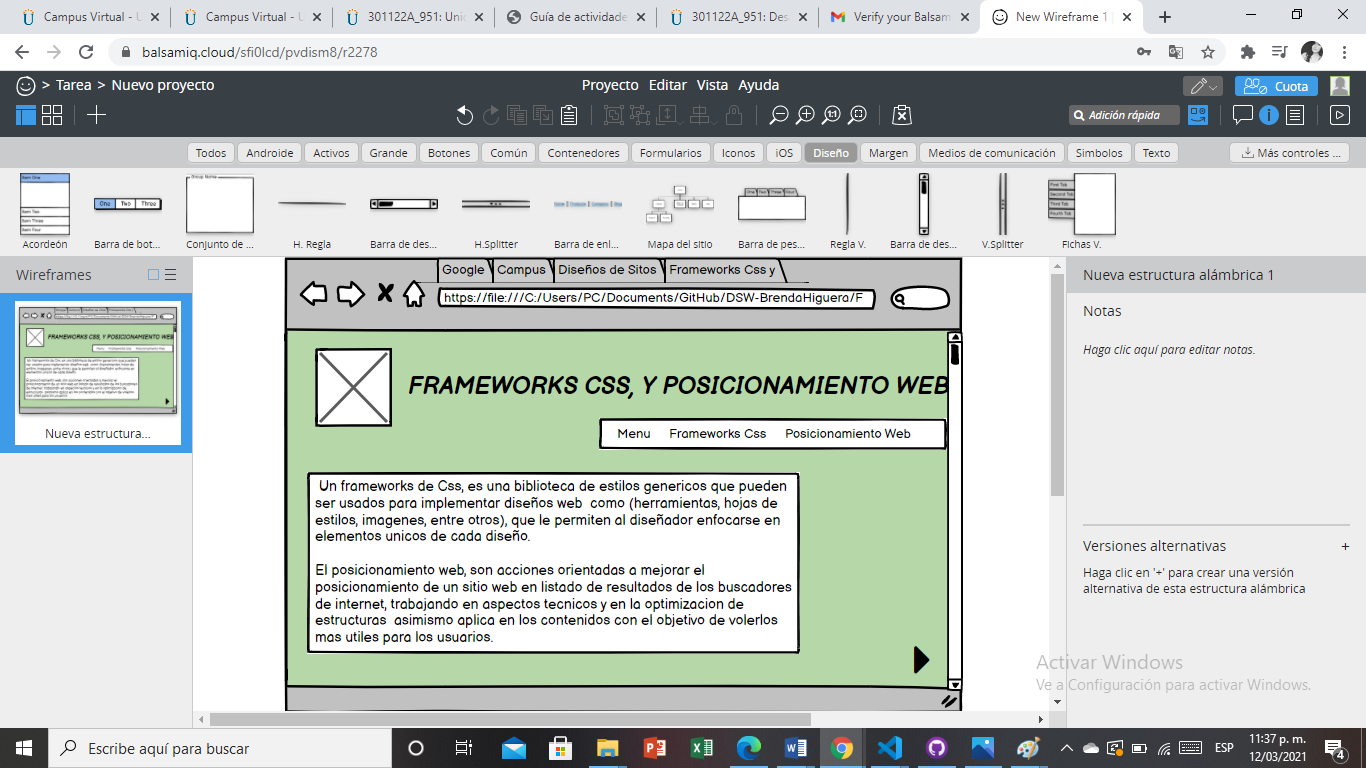 Campus Virtual - U
Campus Virtual - U
301122A_951: Unid
Guía de actividade
301122A_951: Des
Verify your Balsam
New Wireframe 1 |
balsamiq.cloud/sfi0lcd/pvdism8/r2278
> Tarea > Nuevo proyecto
Proyecto Editar Vista Ayuda
Cuota
1:1
Adición rápida
Todos
Androide
Activos
Grande
Botones
Común
Contenedores
Formularios
Iconos
iOS
Diseño
Margen
Medios de comunicación
Simbolos
Texto
Más controles ...
Item One
Item Two
Item Three
Item Four
One Two Three
Group Name
One Two Three Four
First Tab
Second Tab
Third Tab
Fourth Tab
Acordeón
Barra de bot...
Conjunto de ...
H. Regla
Barra de des...
H.Splitter
Barra de enl...
Mapa del sitio
Barra de pes...
Regla V.
Barra de des...
V.Splitter
Fichas V.
Wireframes
FRAMEWORKS CSS, Y POSICIONAMIENTO WEB
Menu Frameworks Css Posicionamiento Web
Nueva estructura...
Google
Campus
Diseños de Sitos
Frameworks Css y
https://file:///C:/Users/PC/Documents/GitHub/DSW-BrendaHiguera/F
FRAMEWORKS CSS, Y POSICIONAMIENTO WEB
Menu Frameworks Css Posicionamiento Web
Un frameworks de Css, es una biblioteca de estilos genericos que pueden
ser usados para implementar diseños web como (herramientas, hojas de
estilos, imagenes, entre otros), que le permiten al diseñador enfocarse en
elementos unicos de cada diseño.
El posicionamiento web, son acciones orientadas a mejorar el
posicionamiento de un sitio web en listado de resultados de los buscadores
de internet, trabajando en aspectos tecnicos y en la optimizacion de
estructuras asimismo aplica en los contenidos con el objetivo de volerlos
mas utiles para los usuarios.
Nueva estructura alámbrica 1
Notas
Haga clic aquí para editar notas.
Versiones alternativas +
Haga clic en '+' para crear una versión
alternativa de esta estructura alámbrica
Activar Windows
Ve a Configuración para activar Windows.
Escribe aquí para buscar
ESP
11:37 p. m.
12/03/2021
4